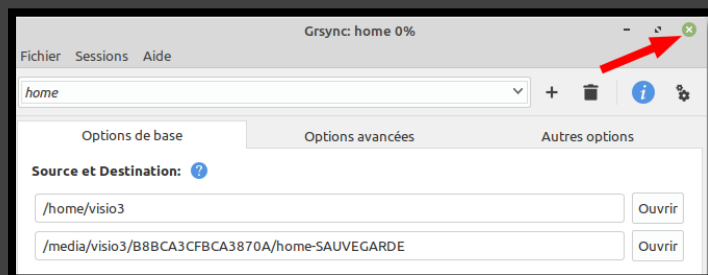 Grsync: home 0%
Fichier Sessions Aide
home
Options de base Options avancées Autres options
Source et Destination: ?
/home/visio3 Ouvrir
/media/visio3/B8BCA3CFBCA3870A/home-SAUVEGARDE Ouvrir